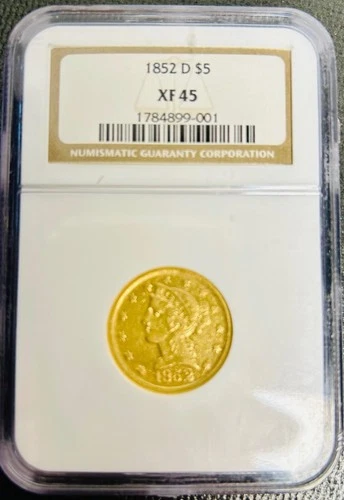 1852 D $5
XF 45
1784899-001
NUMISMATIC GUARANTY CORPORATION
1852